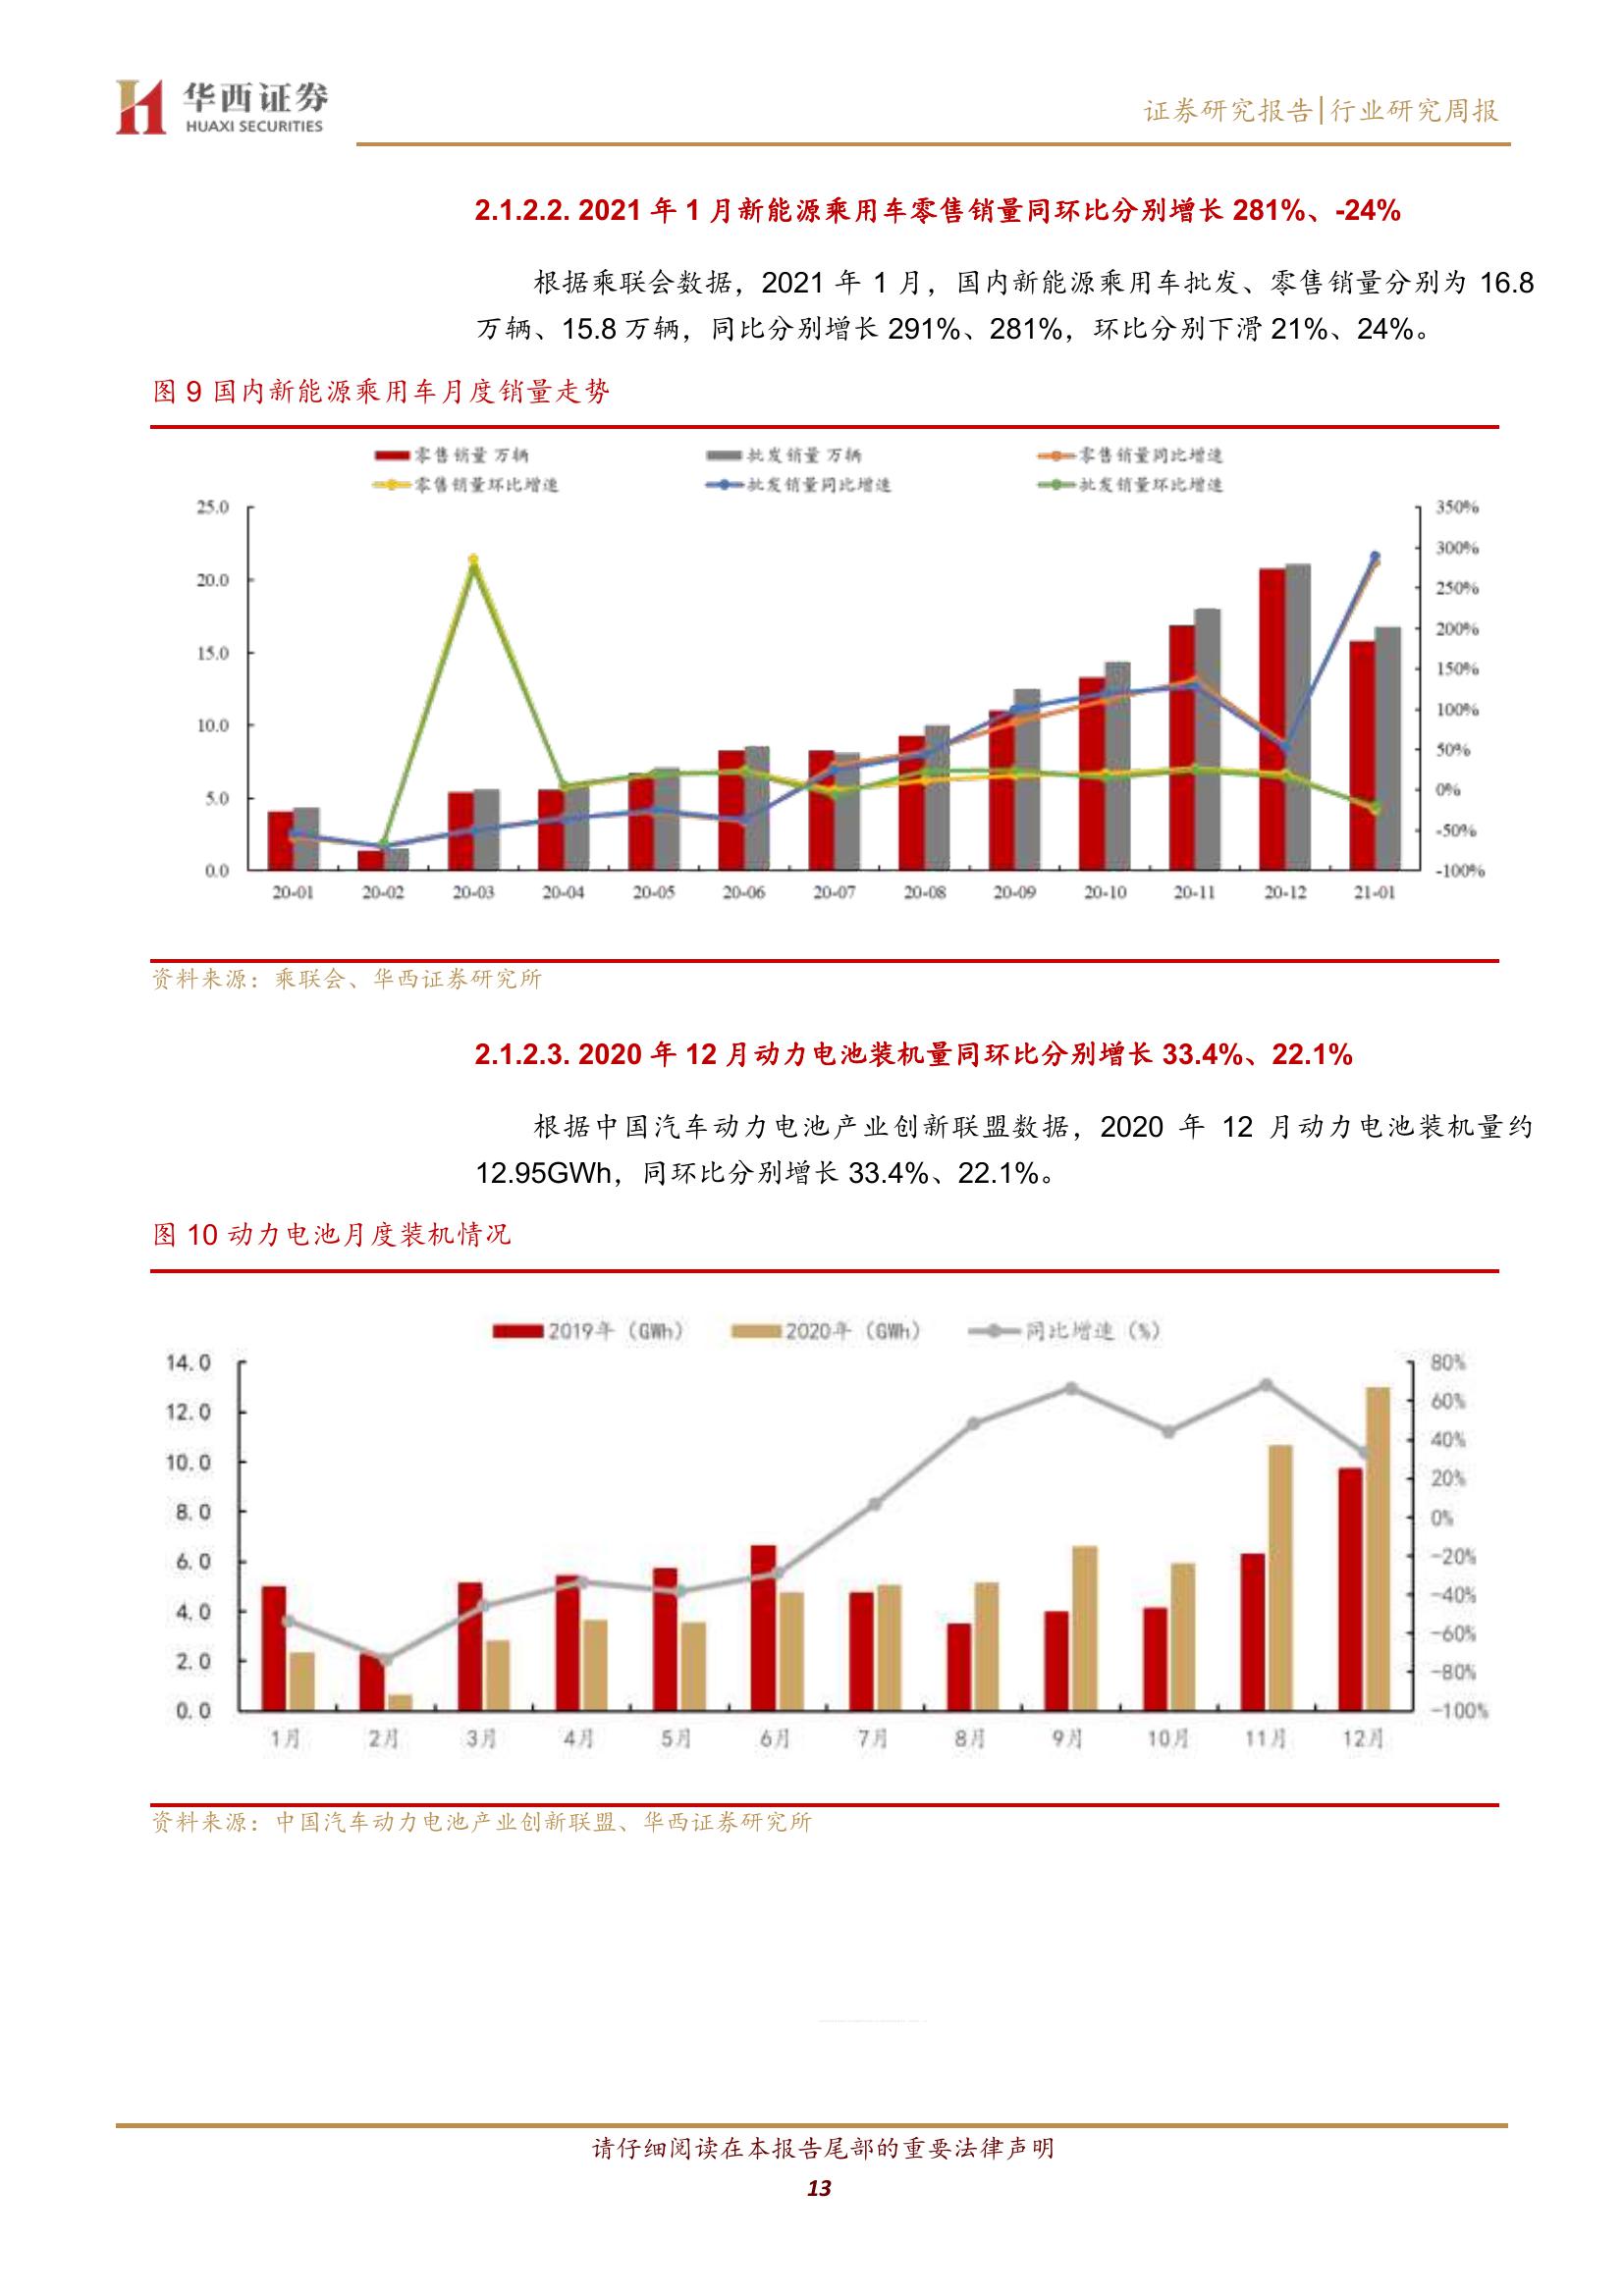 华西证券
HUAXI SECURITIES
证券研究报告|行业研究周报
2.1.2.2. 2021 年 1 月新能源乘用车零售销量同环比分别增长 281%、-24%
根据乘联会数据，2021 年 1 月，国内新能源乘用车批发、零售销量分别为 16.8
万辆、15.8 万辆，同比分别增长 291%、281%，环比分别下滑 21%、24%。
图 9 国内新能源乘用车月度销量走势
零售销量 万辆 批发销量 万辆 零售销量同比增速
零售销量环比增速 批发销量同比增速 批发销量环比增速
25.0 350%
300%
20.0 250%
200%
15.0 150%
10.0 100%
50%
5.0 0%
-50%
0.0 -100%
20-01 20-02 20-03 20-04 20-05 20-06 20-07 20-08 20-09 20-10 20-11 20-12 21-01
资料来源：乘联会、华西证券研究所
2.1.2.3. 2020 年 12 月动力电池装机量同环比分别增长 33.4%、22.1%
根据中国汽车动力电池产业创新联盟数据，2020 年 12 月动力电池装机量约
12.95GWh，同环比分别增长 33.4%、22.1%。
图 10 动力电池月度装机情况
2019年（GWh） 2020年（GWh） 同比增速（%）
14.0 80%
12.0 60%
40%
10.0 20%
8.0 0%
6.0 -20%
-40%
4.0 -60%
2.0 -80%
0.0 -100%
1月 2月 3月 4月 5月 6月 7月 8月 9月 10月 11月 12月
资料来源：中国汽车动力电池产业创新联盟、华西证券研究所
请仔细阅读在本报告尾部的重要法律声明
13